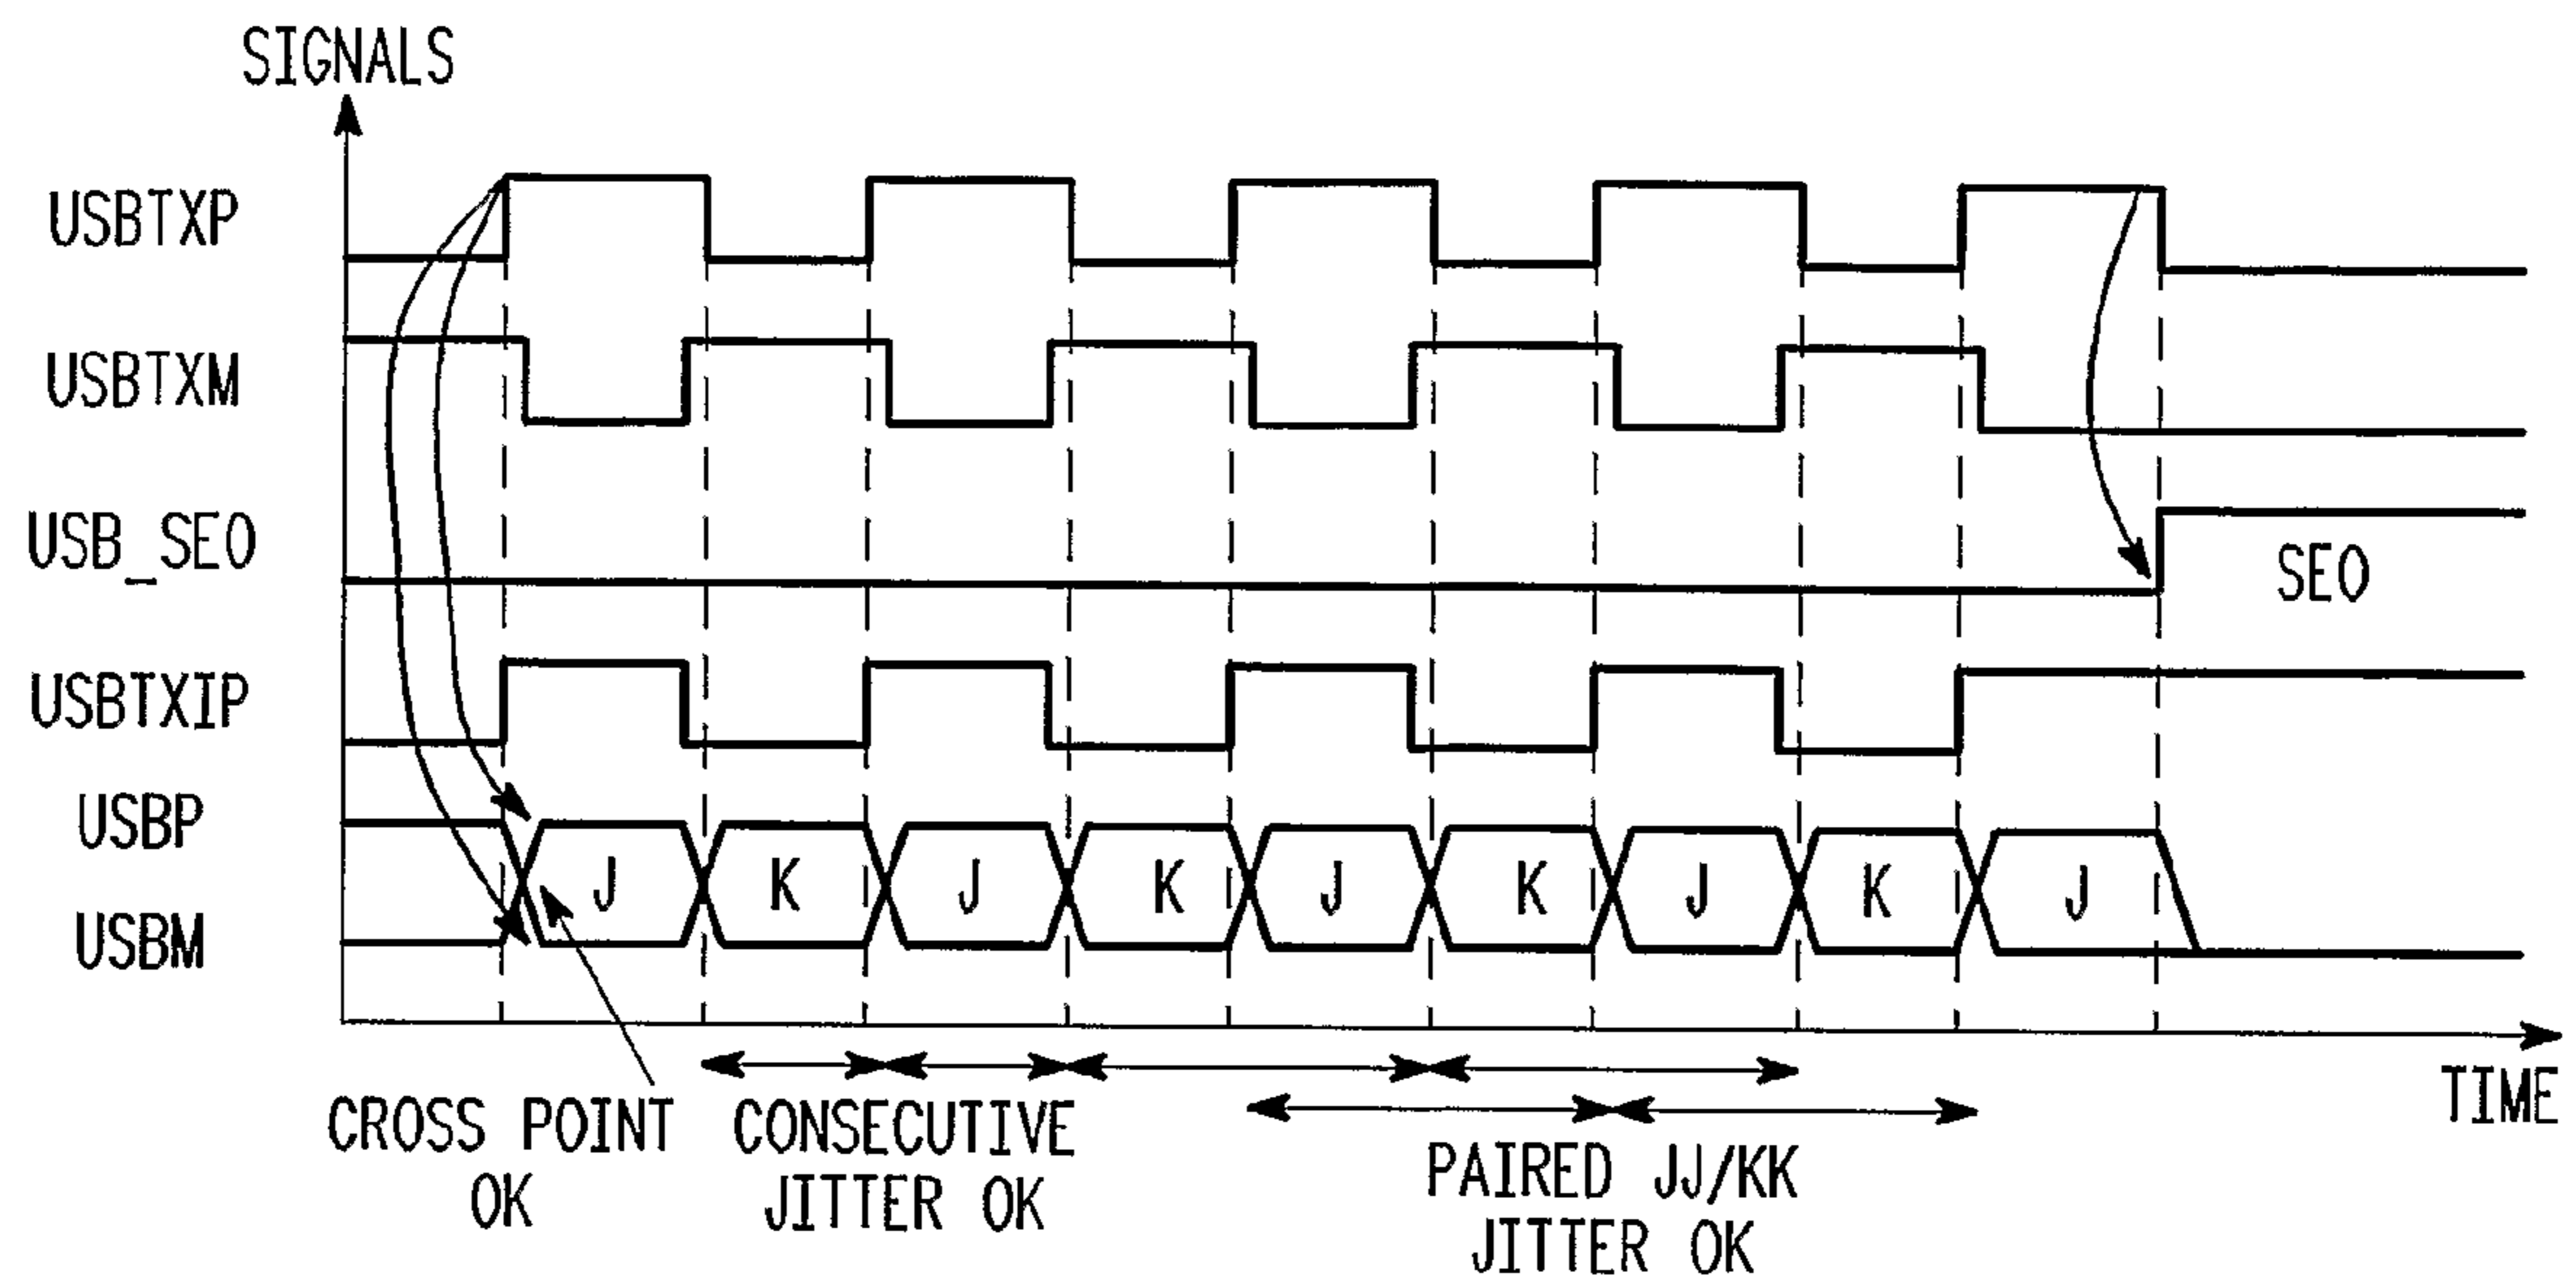 SIGNALS
USBTXP
USBTXM
USB_SEO
SEO
USBTXIP
USBP
J K J K J K J K J
USBM
TIME
CROSS POINT
OK
CONSECUTIVE
JITTER OK
PAIRED JJ/KK
JITTER OK